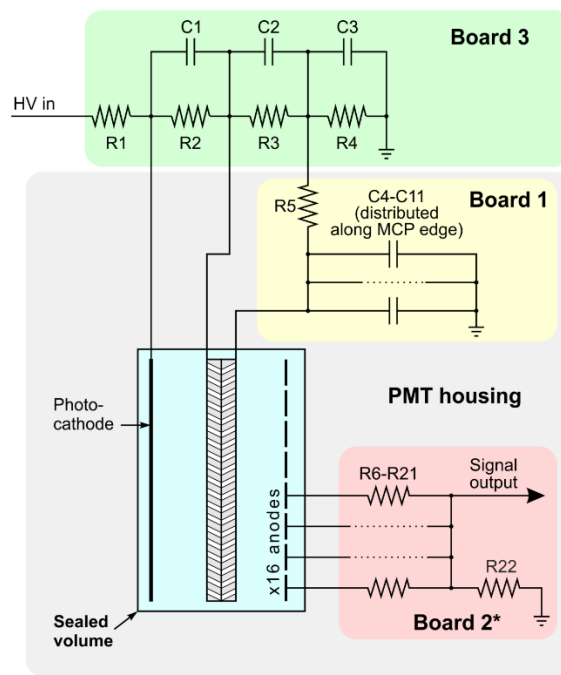 C1 C2 C3
Board 3
HV in
R1 R2 R3 R4
C4-C11
(distributed
along MCP edge)
Board 1
R5
Photo-
cathode
PMT housing
R6-R21
Signal
output
x16 anodes
R22
Sealed
volume
Board 2*